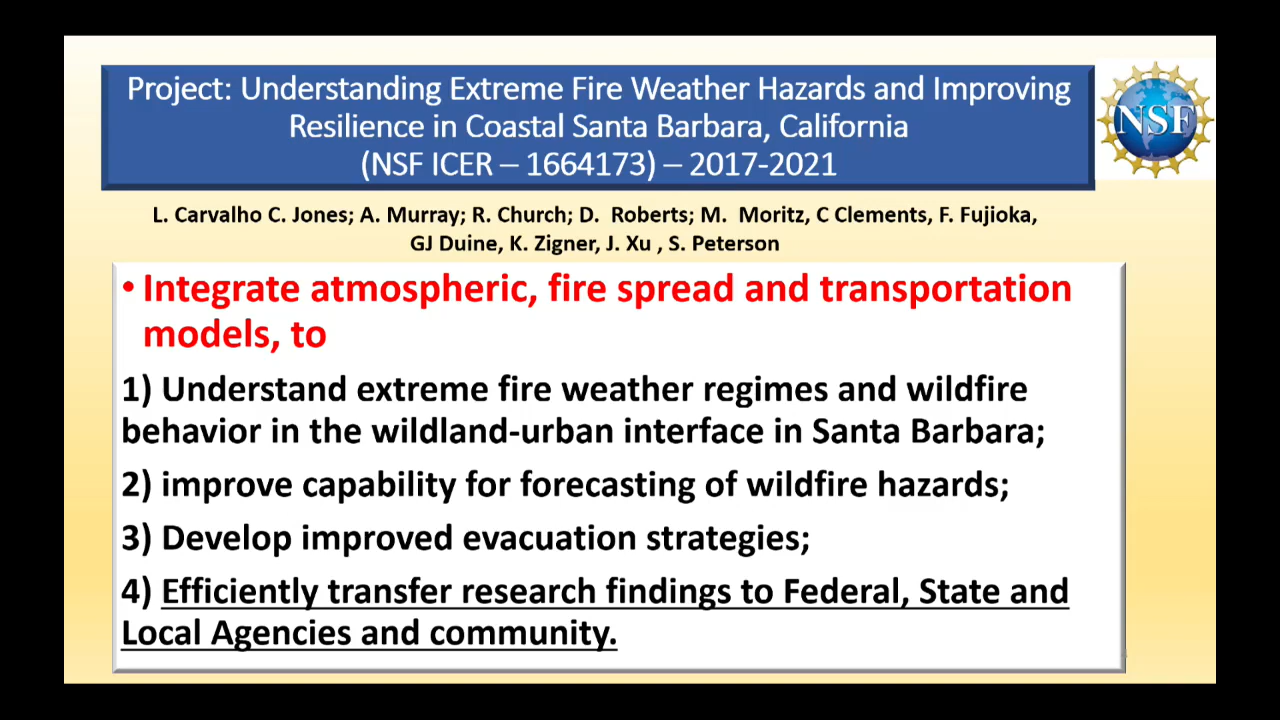 Project: Understanding Extreme Fire Weather Hazards and Improving
Resilience in Coastal Santa Barbara, California
(NSF ICER – 1664173) – 2017-2021
NSF
L. Carvalho C. Jones; A. Murray; R. Church; D. Roberts; M. Moritz, C Clements, F. Fujioka,
GJ Duine, K. Zigner, J. Xu , S. Peterson
• Integrate atmospheric, fire spread and transportation
models, to
1) Understand extreme fire weather regimes and wildfire
behavior in the wildland-urban interface in Santa Barbara;
2) improve capability for forecasting of wildfire hazards;
3) Develop improved evacuation strategies;
4) Efficiently transfer research findings to Federal, State and
Local Agencies and community.